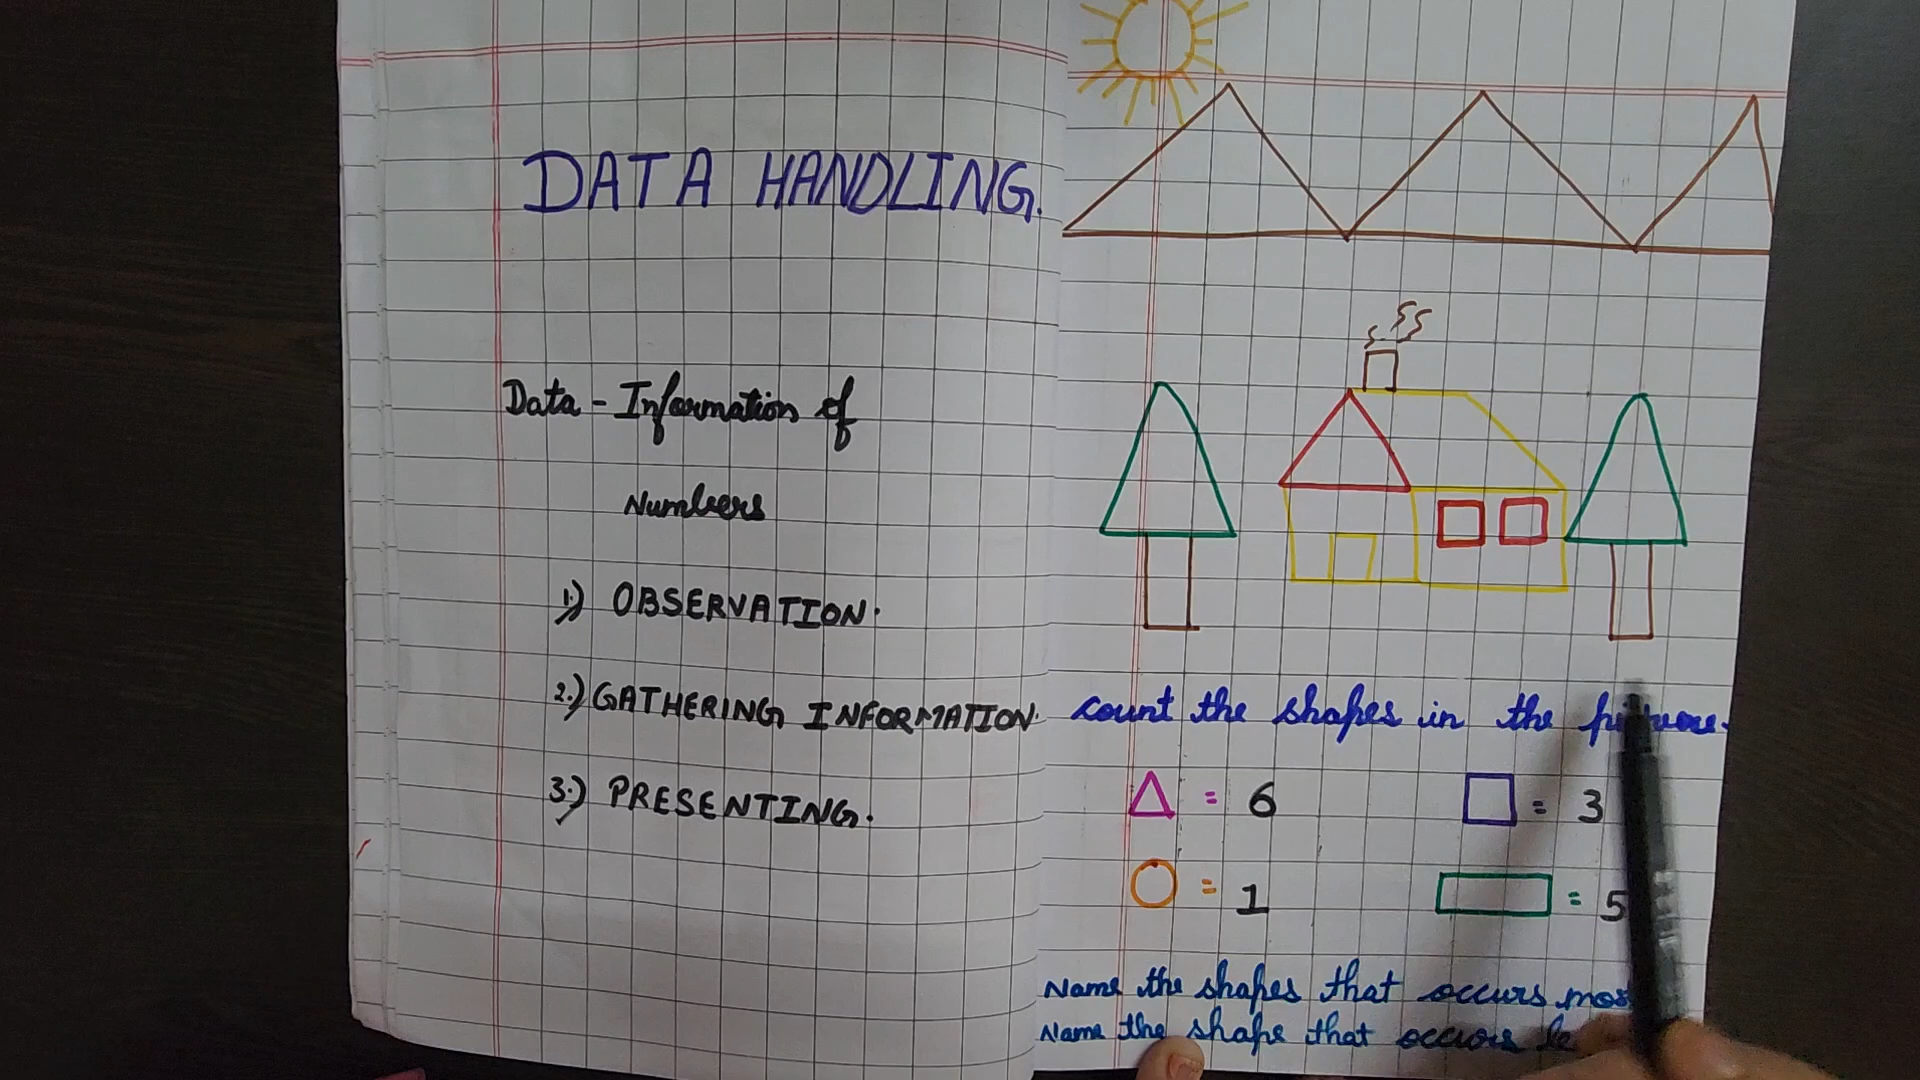 DATA HANDLING.
Data - Information of
Numbers
1.) OBSERVATION.
2.) GATHERING INFORMATION.
3.) PRESENTING.
count the shapes in the
△ = 6
□ = 3
○ = 1
▭ = 5
Name the shapes that occurs
Name the shape that occurs